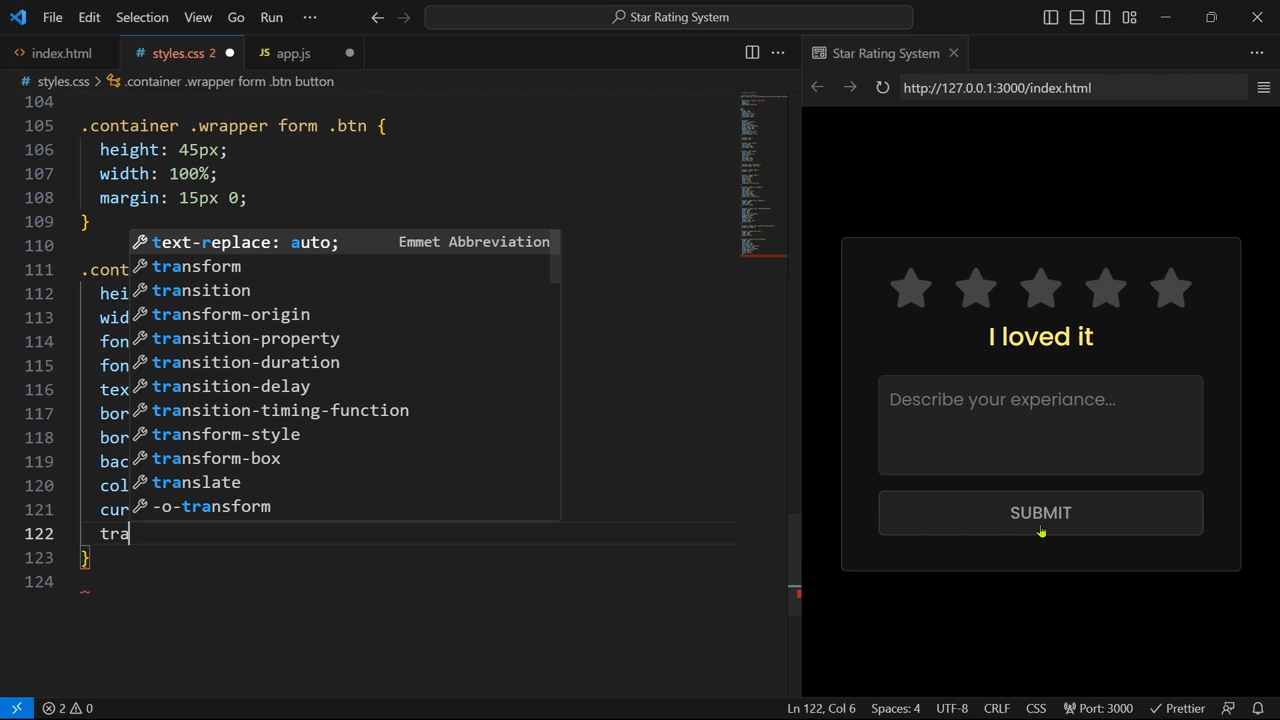 File Edit Selection View Go Run ··· Star Rating System
index.html # styles.css 2 JS app.js Star Rating System
# styles.css > .container .wrapper form .btn button http://127.0.0.1:3000/index.html
104
105 .container .wrapper form .btn {
106 height: 45px;
107 width: 100%;
108 margin: 15px 0;
109 }
110 text-replace: auto; Emmet Abbreviation
111 .cont transform
112 hei transition
113 wid transform-origin
114 fon transition-property
115 fon transition-duration
116 tex transition-delay
117 bor transition-timing-function
118 bor transform-style
119 bac transform-box
120 col translate
121 cur -o-transform
122 tra
123 }
124
I loved it
Describe your experiance...
SUBMIT
2 0 Ln 122, Col 6 Spaces: 4 UTF-8 CRLF CSS Port: 3000 Prettier